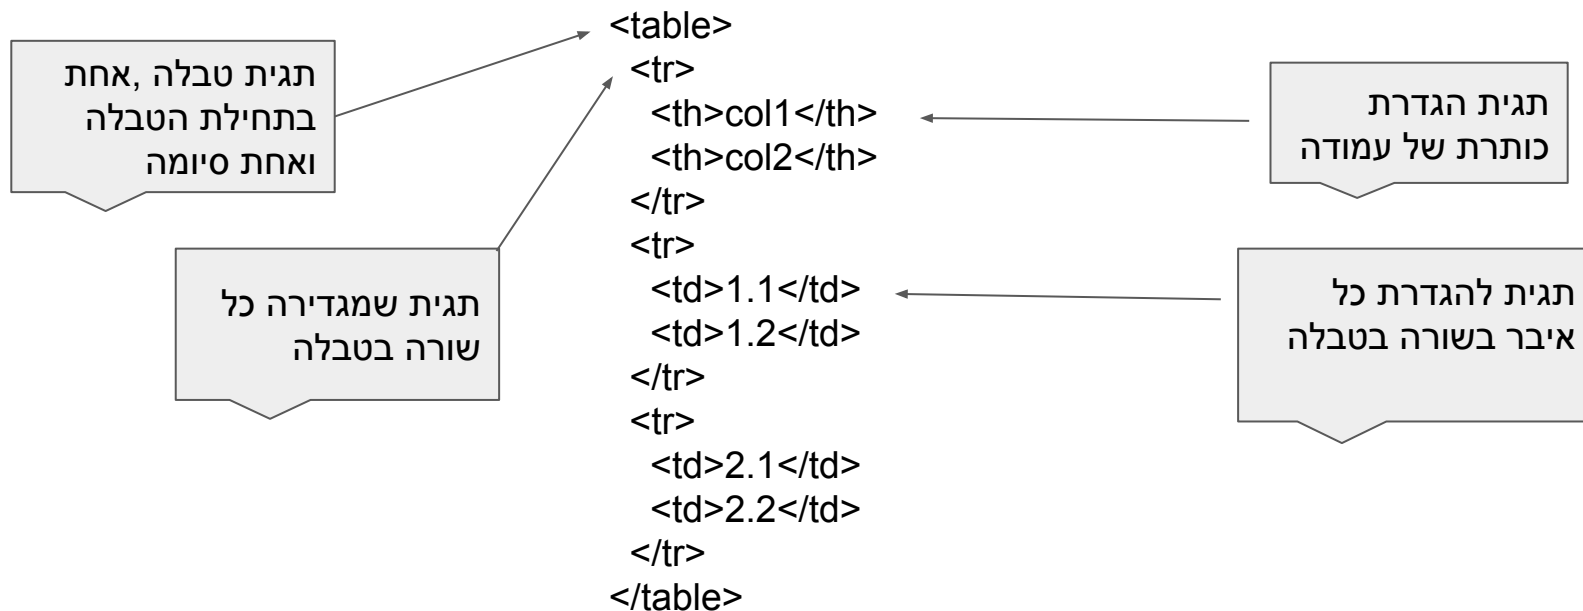 <table>
<tr>
<th>col1</th>
<th>col2</th>
</tr>
<tr>
<td>1.1</td>
<td>1.2</td>
</tr>
<tr>
<td>2.1</td>
<td>2.2</td>
</tr>
</table>
תגית טבלה ,אחת
בתחילת הטבלה
ואחת סיומה
תגית שמגדירה כל
שורה בטבלה
תגית הגדרת
כותרת של עמודה
תגית להגדרת כל
איבר בשורה בטבלה